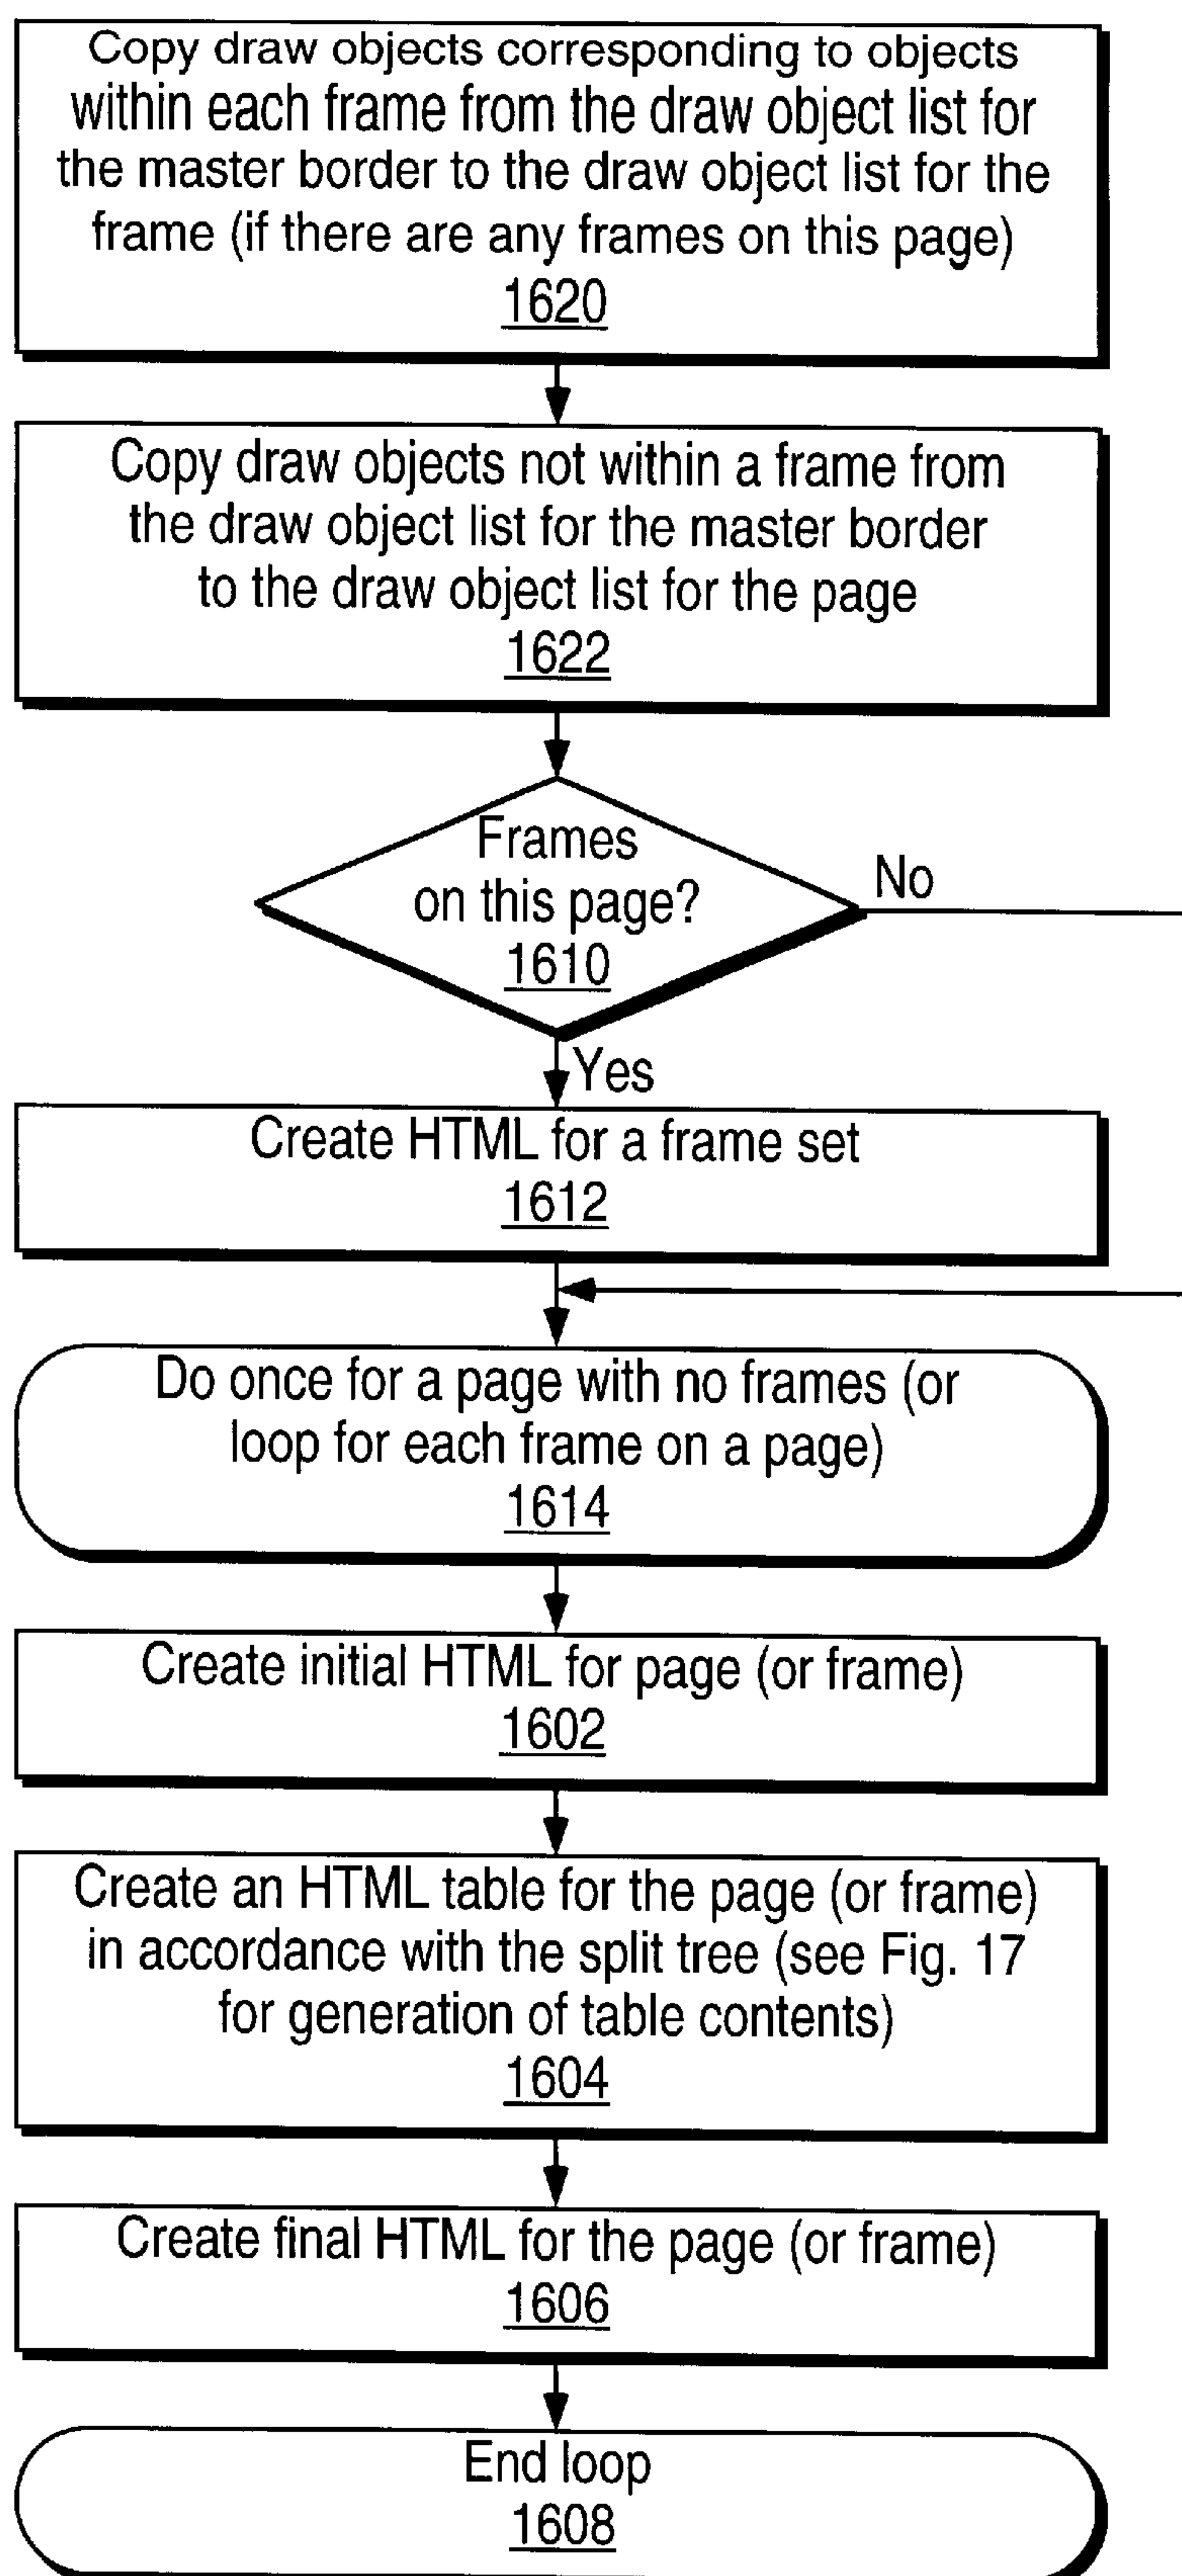 Copy draw objects corresponding to objects
within each frame from the draw object list for
the master border to the draw object list for the
frame (if there are any frames on this page)
1620
Copy draw objects not within a frame from
the draw object list for the master border
to the draw object list for the page
1622
Frames
on this page?
1610
No
Yes
Create HTML for a frame set
1612
Do once for a page with no frames (or
loop for each frame on a page)
1614
Create initial HTML for page (or frame)
1602
Create an HTML table for the page (or frame)
in accordance with the split tree (see Fig. 17
for generation of table contents)
1604
Create final HTML for the page (or frame)
1606
End loop
1608